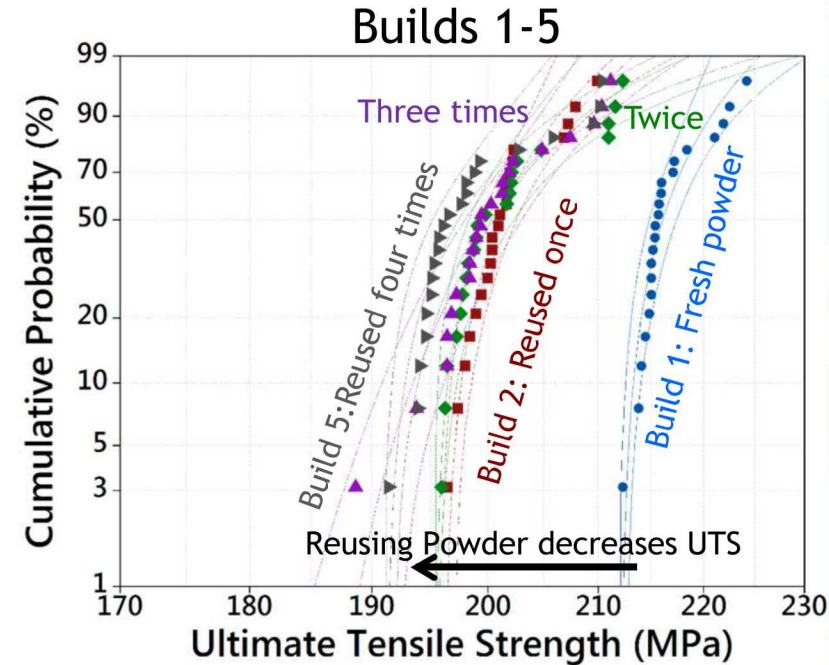 Builds 1-5
99
90
70
50
20
10
5
3
1
Cumulative Probability (%)
Three times
Twice
Build 5:Reused four times
Build 2: Reused once
Build 1: Fresh powder
Reusing Powder decreases UTS
170 180 190 200 210 220 230
Ultimate Tensile Strength (MPa)